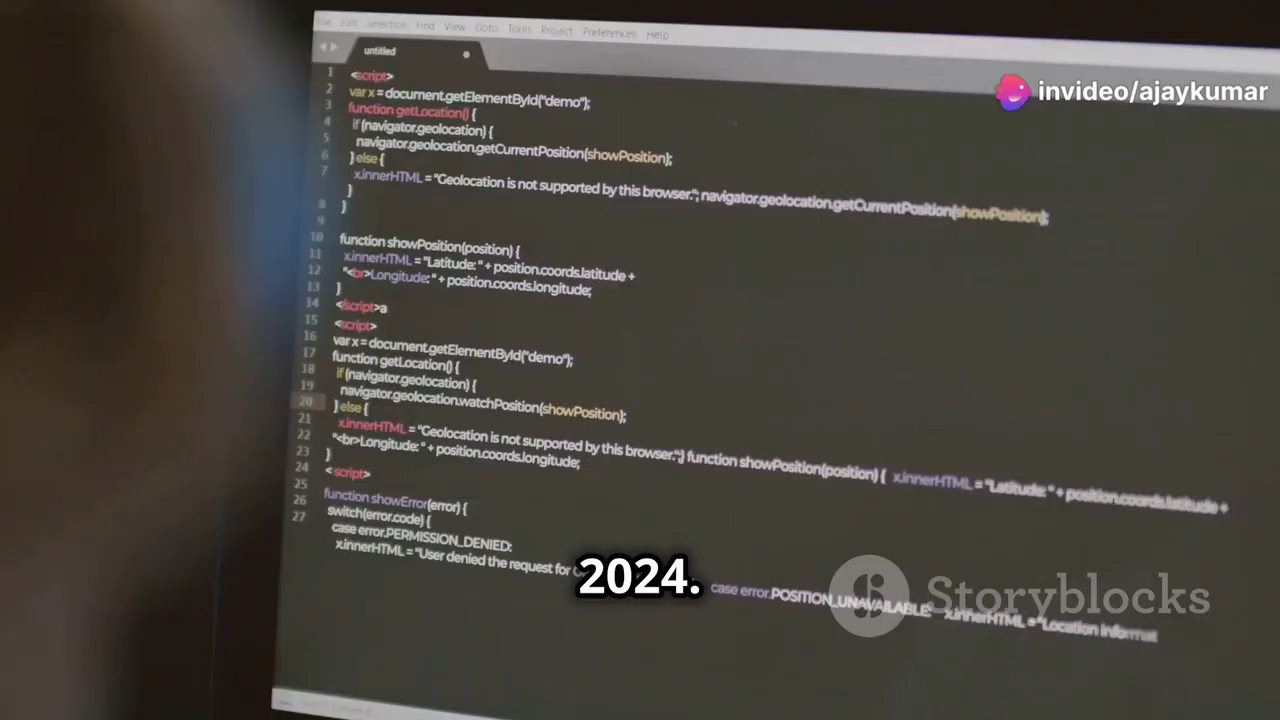 File Edit Selection Find View Goto Tools Project Preferences Help
untitled
invideo/ajaykumar
1 <script>
2 var x = document.getElementById("demo");
3 function getLocation() {
4 if (navigator.geolocation) {
5 navigator.geolocation.getCurrentPosition(showPosition);
6 } else {
7 x.innerHTML = "Geolocation is not supported by this browser."; navigator.geolocation.getCurrentPosition(showPosition);
}
8 }
9
10 function showPosition(position) {
11 x.innerHTML = "Latitude: " + position.coords.latitude +
12 "<br>Longitude: " + position.coords.longitude;
13 }
14 </script>a
15 <script>
16 var x = document.getElementById("demo");
17 function getLocation() {
18 if (navigator.geolocation) {
19 navigator.geolocation.watchPosition(showPosition);
20 } else {
21 x.innerHTML = "Geolocation is not supported by this browser.";} function showPosition(position) { x.innerHTML = "Latitude: " + position.coords.latitude +
22 "<br>Longitude: " + position.coords.longitude;
23 }
24 < script>
25
26 function showError(error) {
27 switch(error.code) {
case error.PERMISSION_DENIED:
x.innerHTML = "User denied the request for case error.POSITION_UNAVAILABLE: x.innerHTML = "Location informat
2024.
Storyblocks